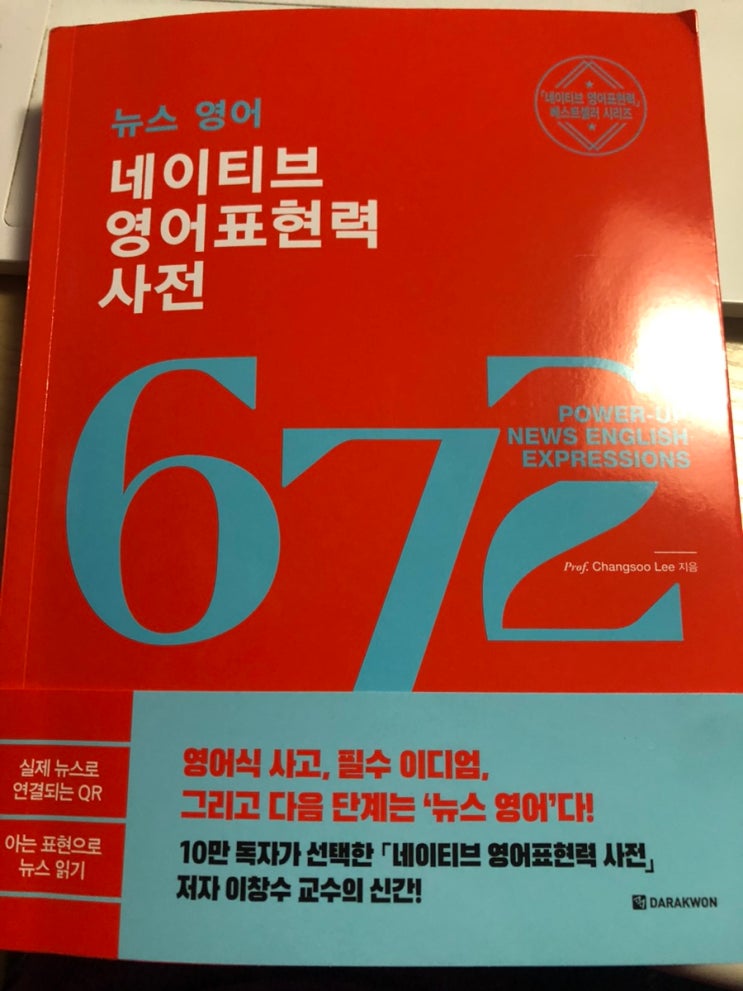 「네이티브 영어표현력」
베스트셀러 시리즈
뉴스 영어
네이티브
영어표현력
사전
672
POWER-UP
NEWS ENGLISH
EXPRESSIONS
Prof. Changsoo Lee 지음
실제 뉴스로
연결되는 QR
아는 표현으로
뉴스 읽기
영어식 사고, 필수 이디엄,
그리고 다음 단계는 ‘뉴스 영어’다!
10만 독자가 선택한 「네이티브 영어표현력 사전」
저자 이창수 교수의 신간!
DARAKWON